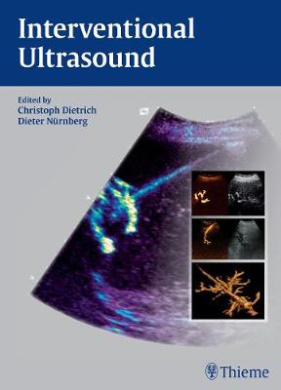 Interventional
Ultrasound
Edited by
Christoph Dietrich
Dieter Nürnberg
Thieme